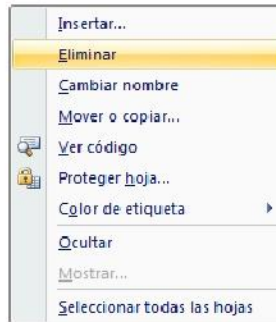 Insertar...
Eliminar
Cambiar nombre
Mover o copiar...
Ver código
Proteger hoja...
Color de etiqueta
Ocultar
Mostrar...
Seleccionar todas las hojas